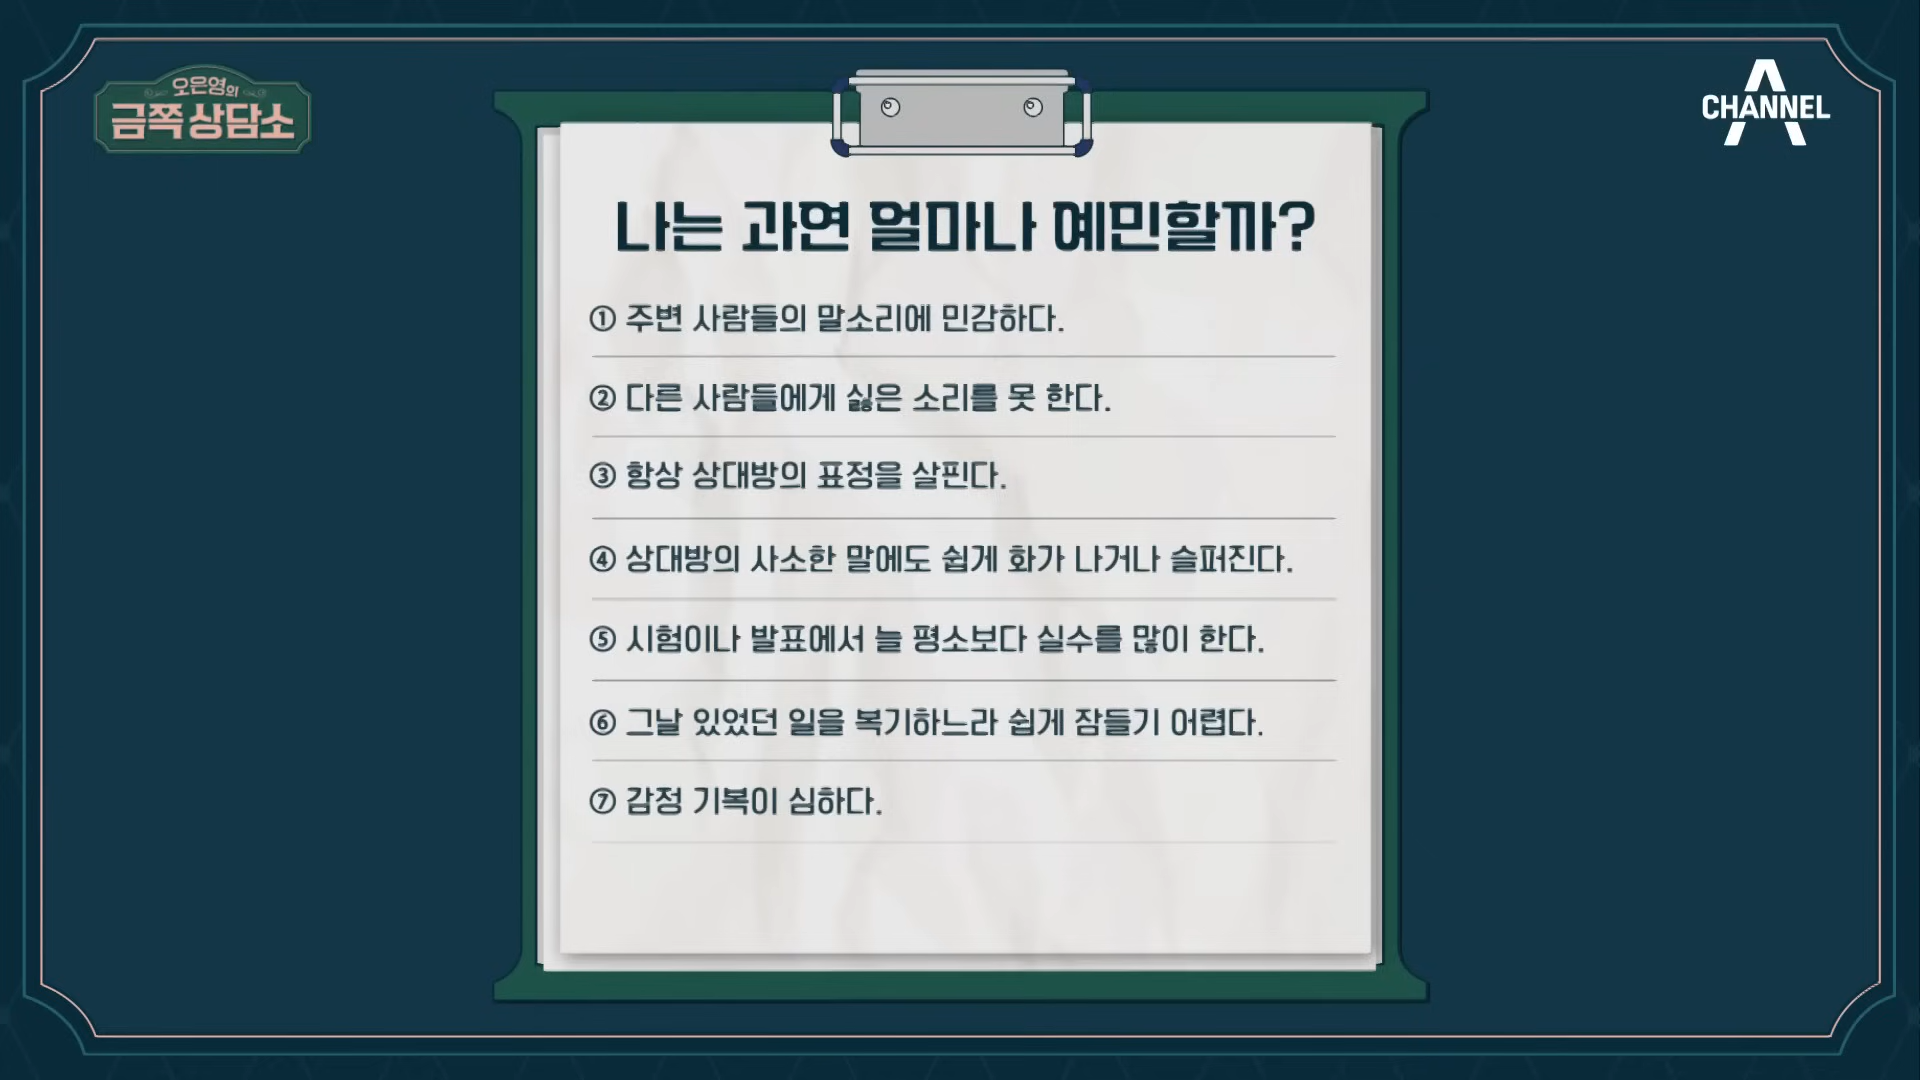 오은영의
금쪽 상담소
CHANNEL A
나는 과연 얼마나 예민할까?
① 주변 사람들의 말소리에 민감하다.
② 다른 사람들에게 싫은 소리를 못 한다.
③ 항상 상대방의 표정을 살핀다.
④ 상대방의 사소한 말에도 쉽게 화가 나거나 슬퍼진다.
⑤ 시험이나 발표에서 늘 평소보다 실수를 많이 한다.
⑥ 그날 있었던 일을 복기하느라 쉽게 잠들기 어렵다.
⑦ 감정 기복이 심하다.